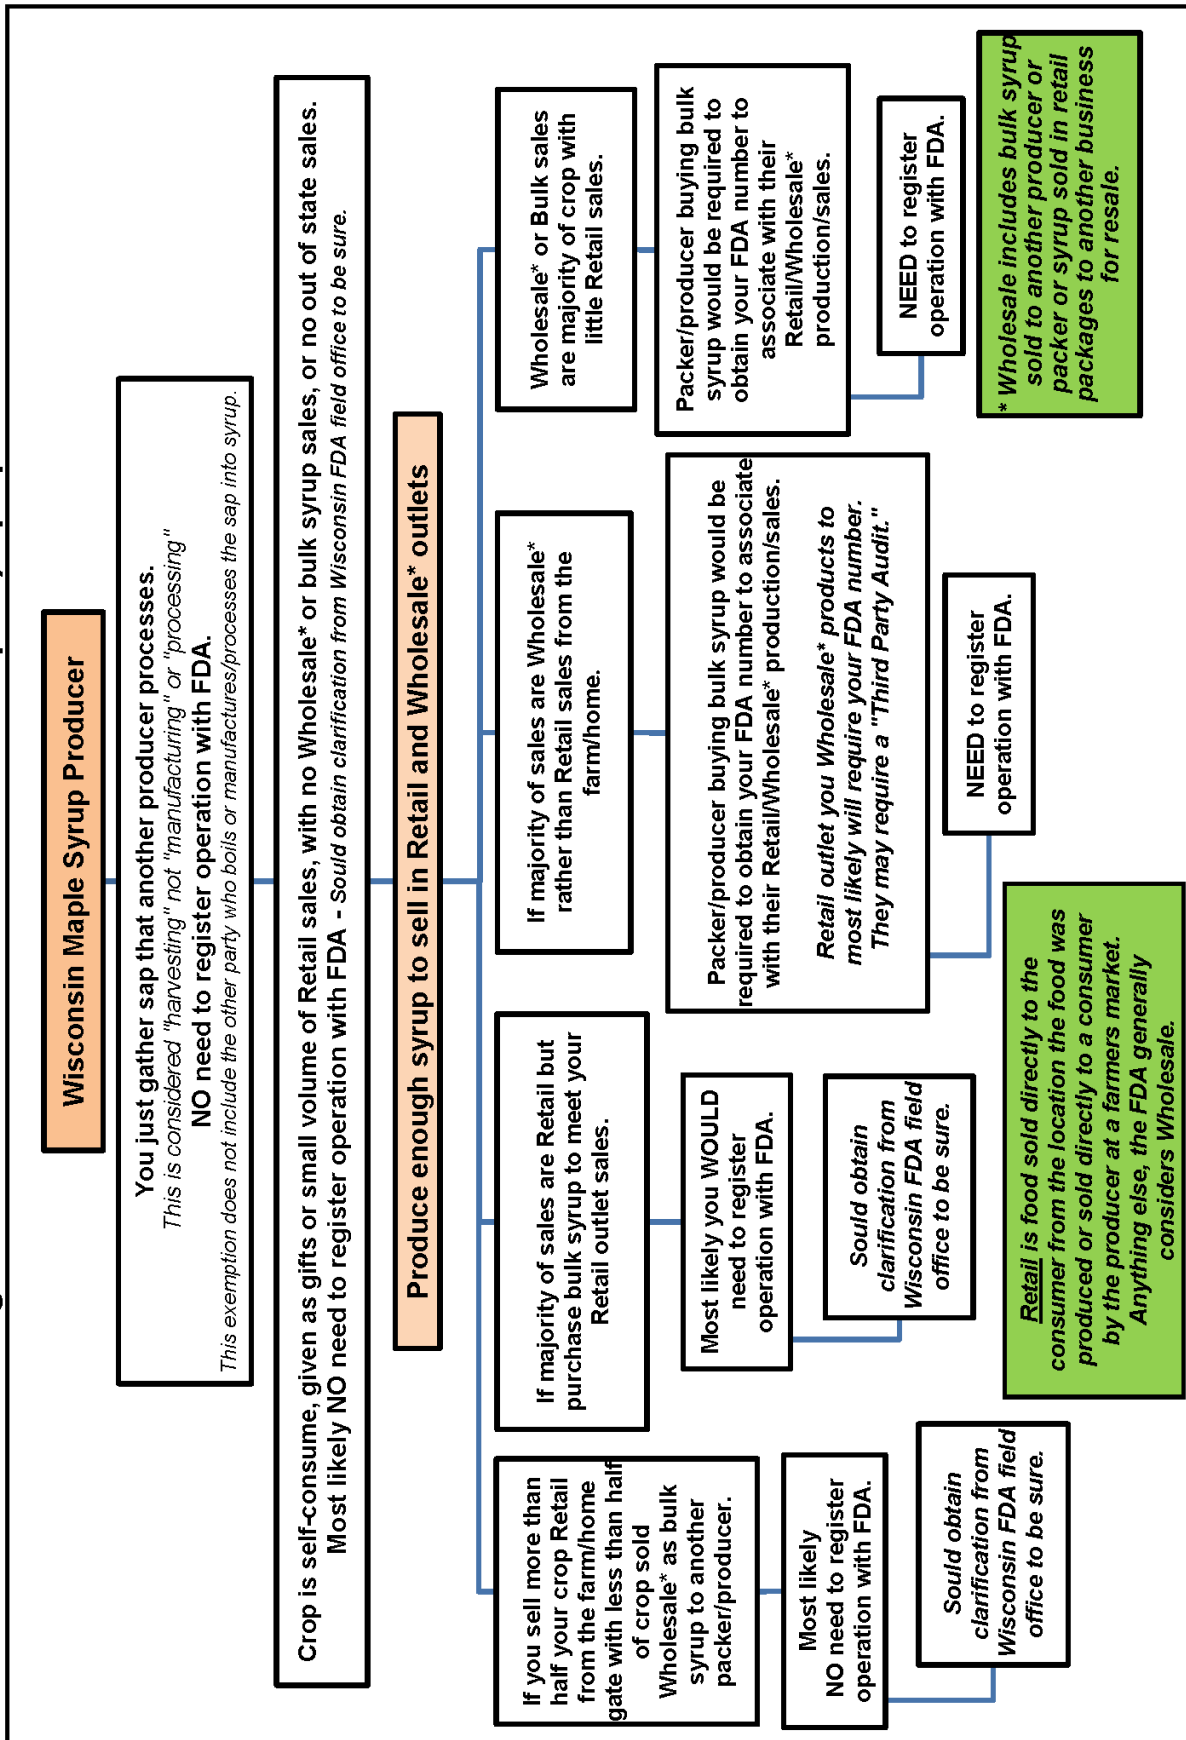 Wisconsin Maple Syrup Producer
You just gather sap that another producer processes.
This is considered "harvesting" not "manufacturing" or "processing"
NO need to register operation with FDA.
This exemption does not include the other party who boils or manufactures/processes the sap into syrup.
Crop is self-consume, given as gifts or small volume of Retail sales, with no Wholesale* or bulk syrup sales, or no out of state sales.
Most likely NO need to register operation with FDA - Sould obtain clarification from Wisconsin FDA field office to be sure.
Produce enough syrup to sell in Retail and Wholesale* outlets
If you sell more than
half your crop Retail
from the farm/home
gate with less than half
of crop sold
Wholesale* as bulk
syrup to another
packer/producer.
Most likely
NO need to register
operation with FDA.
Sould obtain
clarification from
Wisconsin FDA field
office to be sure.
If majority of sales are Retail but
purchase bulk syrup to meet your
Retail outlet sales.
Most likely you WOULD
need to register
operation with FDA.
Sould obtain
clarification from
Wisconsin FDA field
office to be sure.
If majority of sales are Wholesale*
rather than Retail sales from the
farm/home.
Packer/producer buying bulk syrup would be
required to obtain your FDA number to associate
with their Retail/Wholesale* production/sales.
Retail outlet you Wholesale* products to
most likely will require your FDA number.
They may require a "Third Party Audit."
NEED to register
operation with FDA.
Wholesale* or Bulk sales
are majority of crop with
little Retail sales.
Packer/producer buying bulk
syrup would be required to
obtain your FDA number to
associate with their
Retail/Wholesale*
production/sales.
NEED to register
operation with FDA.
Retail is food sold directly to the
consumer from the location the food was
produced or sold directly to a consumer
by the producer at a farmers market.
Anything else, the FDA generally
considers Wholesale.
* Wholesale includes bulk syrup
sold to another producer or
packer or syrup sold in retail
packages to another business
for resale.